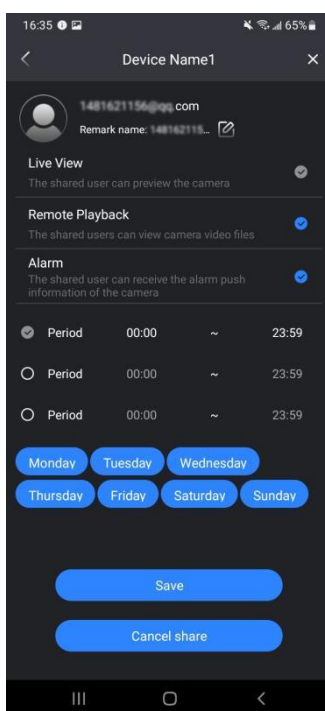 16:35 65%
Device Name1
.com
Remark name:
Live View
The shared user can preview the camera
Remote Playback
The shared users can view camera video files
Alarm
The shared user can receive the alarm push
information of the camera
Period 00:00 ~ 23:59
Period 00:00 ~ 23:59
Period 00:00 ~ 23:59
Monday Tuesday Wednesday
Thursday Friday Saturday Sunday
Save
Cancel share